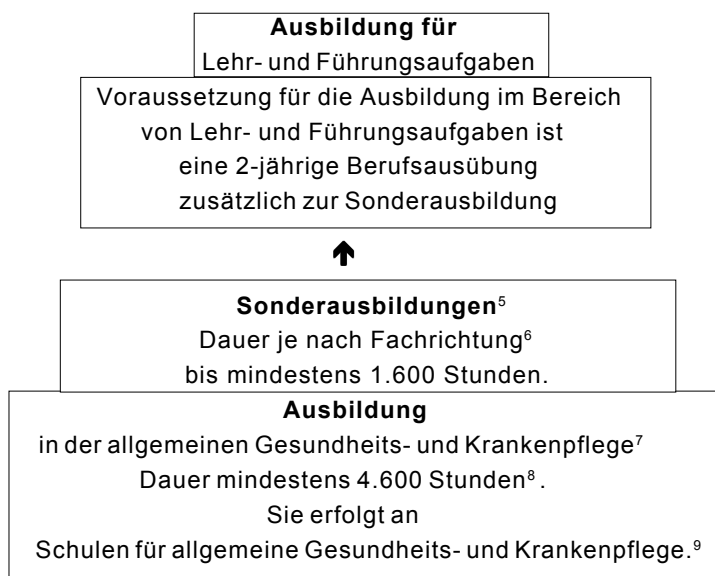 Ausbildung für
Lehr- und Führungsaufgaben
Voraussetzung für die Ausbildung im Bereich
von Lehr- und Führungsaufgaben ist
eine 2-jährige Berufsausübung
zusätzlich zur Sonderausbildung
Sonderausbildungen⁵
Dauer je nach Fachrichtung⁶
bis mindestens 1.600 Stunden.
Ausbildung
in der allgemeinen Gesundheits- und Krankenpflege⁷
Dauer mindestens 4.600 Stunden⁸ .
Sie erfolgt an
Schulen für allgemeine Gesundheits- und Krankenpflege.⁹